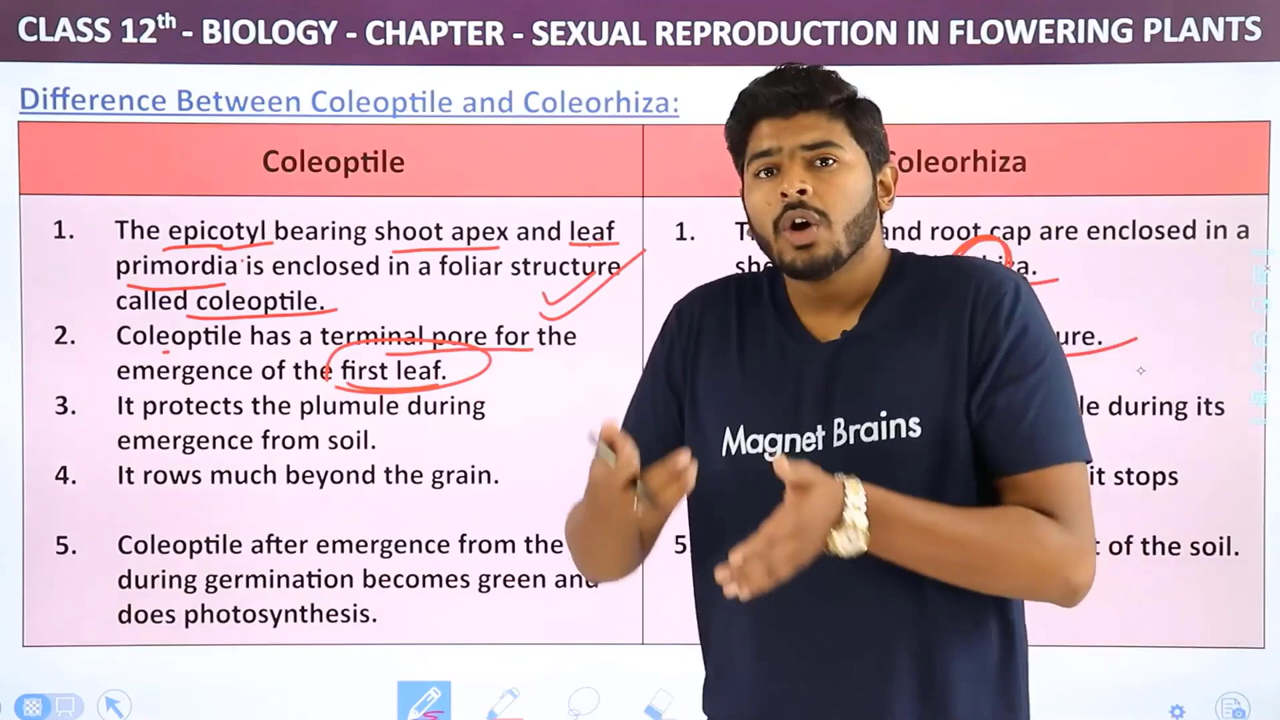 CLASS 12th - BIOLOGY - CHAPTER - SEXUAL REPRODUCTION IN FLOWERING PLANTS
Difference Between Coleoptile and Coleorhiza:
Coleoptile
1. The epicotyl bearing shoot apex and leaf
primordia is enclosed in a foliar structure
called coleoptile.
2. Coleoptile has a terminal pore for the
emergence of the first leaf.
3. It protects the plumule during
emergence from soil.
4. It rows much beyond the grain.
5. Coleoptile after emergence from the
during germination becomes green and
does photosynthesis.
1. and root cap are enclosed in a
during its
it stops
5. of the soil.
Magnet Brains